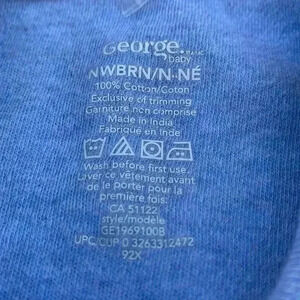 George.
baby
NWBRN/N-NÉ
100% Cotton/Coton
Exclusive of trimming
Garniture non comprise
Made in India
Fabriqué en Inde
Wash before first use.
Laver ce vêtement avant
de le porter pour la
première fois.
CA 51122
style/modèle
GE1969100B
UPC/CUP 0 3263312472
92X